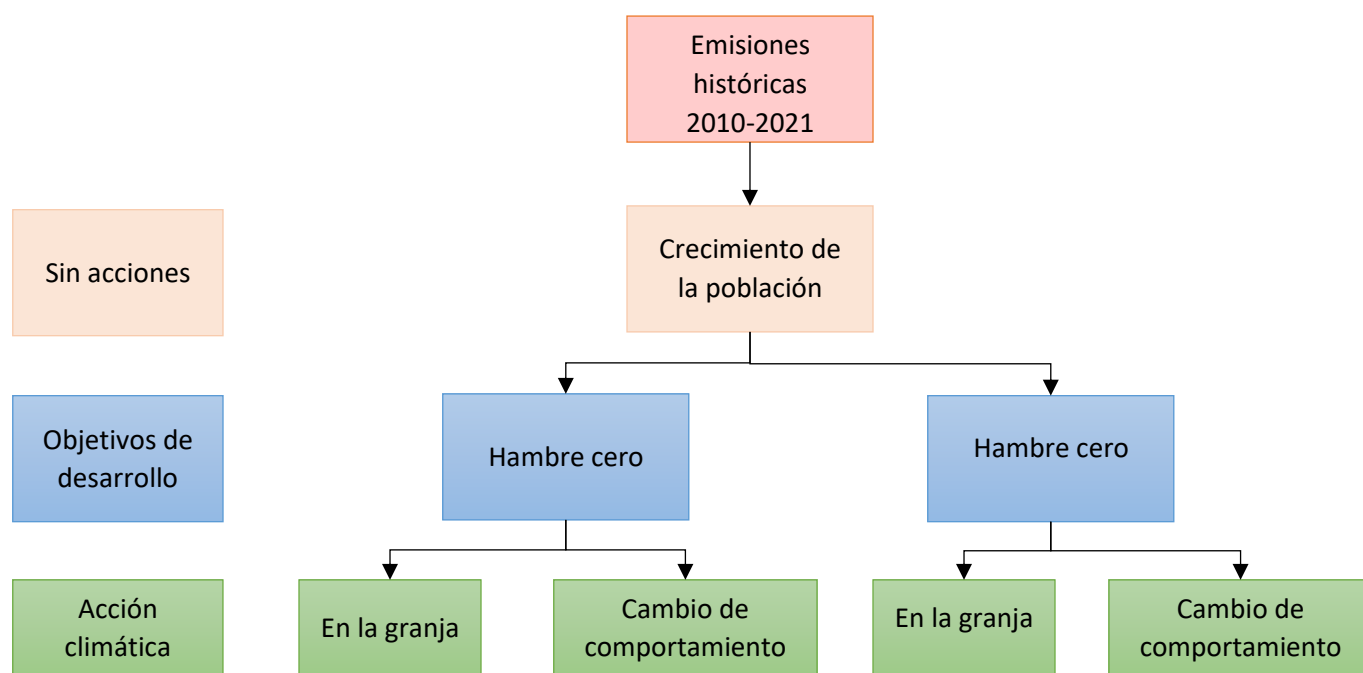 Emisiones
históricas
2010-2021
Sin acciones
Crecimiento de
la población
Objetivos de
desarrollo
Hambre cero
Hambre cero
Acción
climática
En la granja
Cambio de
comportamiento
En la granja
Cambio de
comportamiento